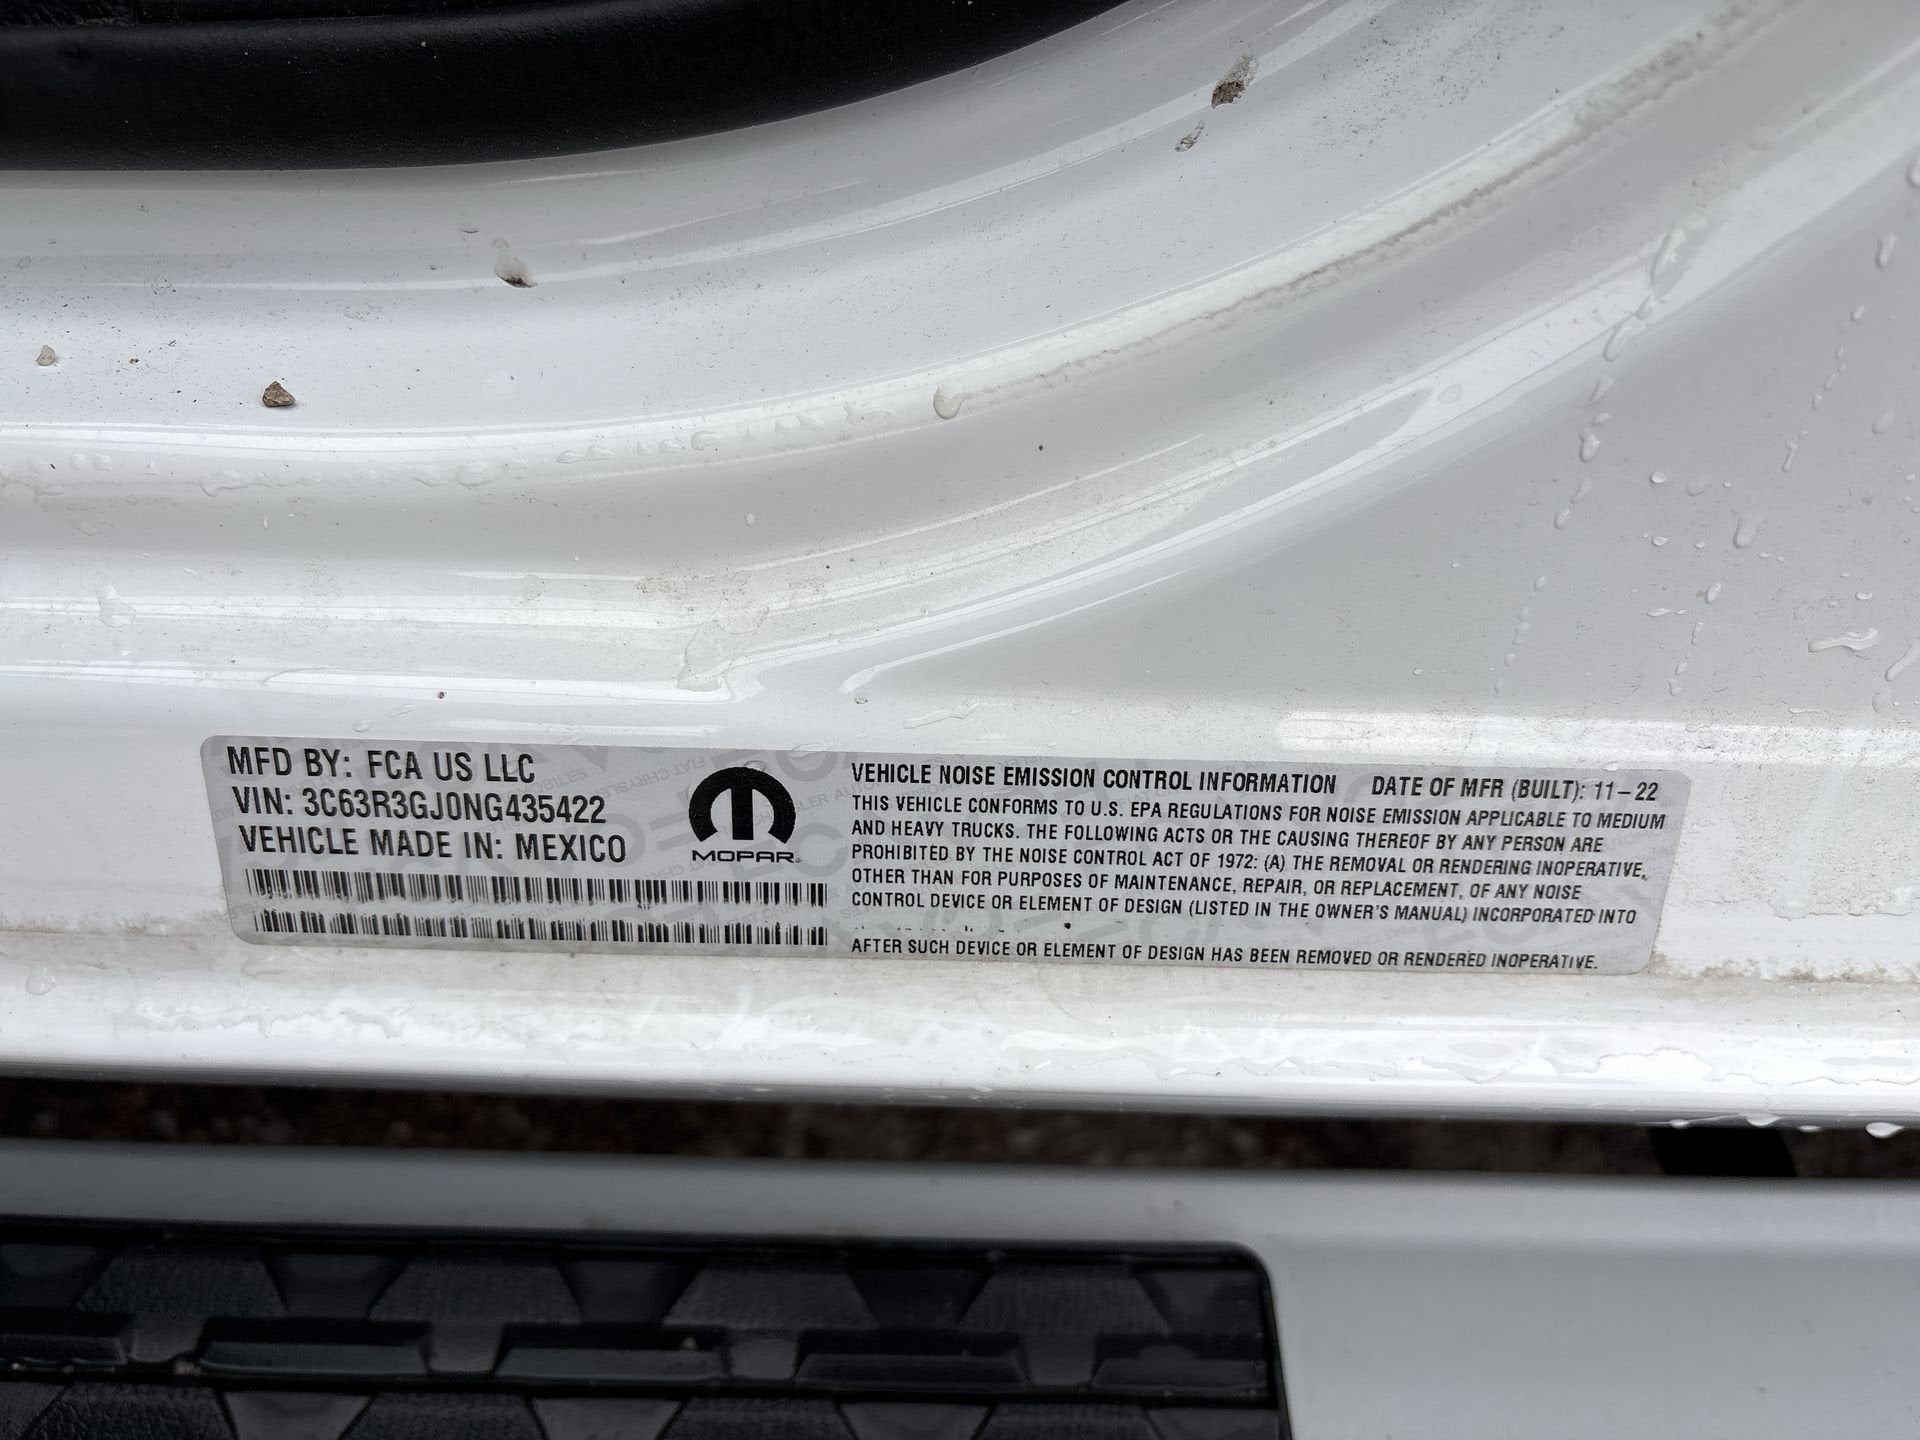 MFD BY: FCA US LLC
VIN: 3C63R3GJ0NG435422
VEHICLE MADE IN: MEXICO
MOPAR®
VEHICLE NOISE EMISSION CONTROL INFORMATION DATE OF MFR (BUILT): 11-22
THIS VEHICLE CONFORMS TO U.S. EPA REGULATIONS FOR NOISE EMISSION APPLICABLE TO MEDIUM
AND HEAVY TRUCKS. THE FOLLOWING ACTS OR THE CAUSING THEREOF BY ANY PERSON ARE
PROHIBITED BY THE NOISE CONTROL ACT OF 1972: (A) THE REMOVAL OR RENDERING INOPERATIVE,
OTHER THAN FOR PURPOSES OF MAINTENANCE, REPAIR, OR REPLACEMENT, OF ANY NOISE
CONTROL DEVICE OR ELEMENT OF DESIGN (LISTED IN THE OWNER'S MANUAL) INCORPORATED INTO
AFTER SUCH DEVICE OR ELEMENT OF DESIGN HAS BEEN REMOVED OR RENDERED INOPERATIVE.